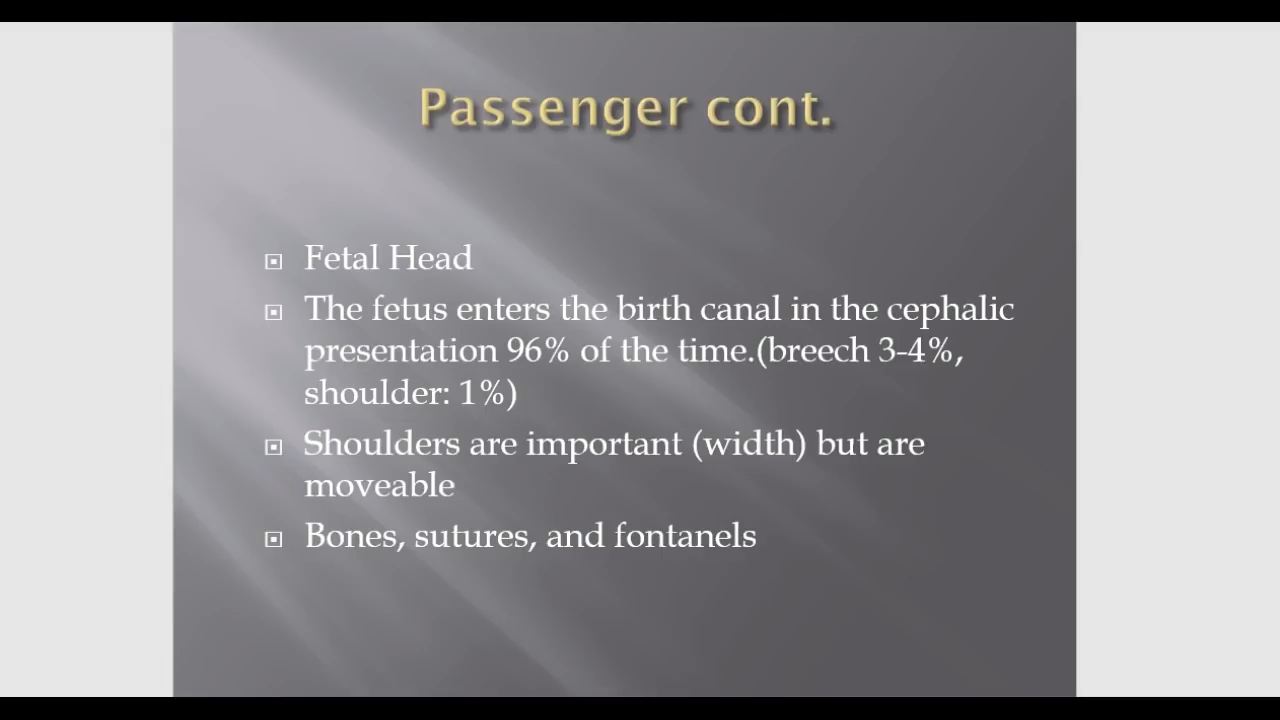 Passenger cont.
Fetal Head
The fetus enters the birth canal in the cephalic
presentation 96% of the time.(breech 3-4%,
shoulder: 1%)
Shoulders are important (width) but are
moveable
Bones, sutures, and fontanels